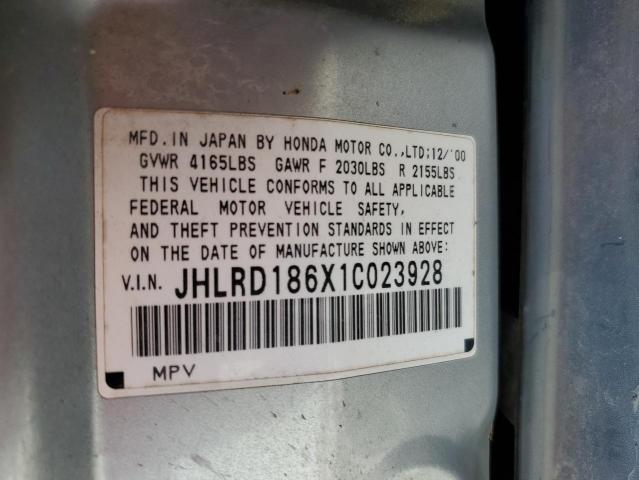 MFD. IN JAPAN BY HONDA MOTOR CO.,LTD;12/'00
GVWR 4165LBS GAWR F 2030LBS R 2155LBS
THIS VEHICLE CONFORMS TO ALL APPLICABLE
FEDERAL MOTOR VEHICLE SAFETY,
AND THEFT PREVENTION STANDARDS IN EFFECT
ON THE DATE OF MANUFACTURE SHOWN ABOVE:
V.I.N. JHLRD186X1C023928
MPV